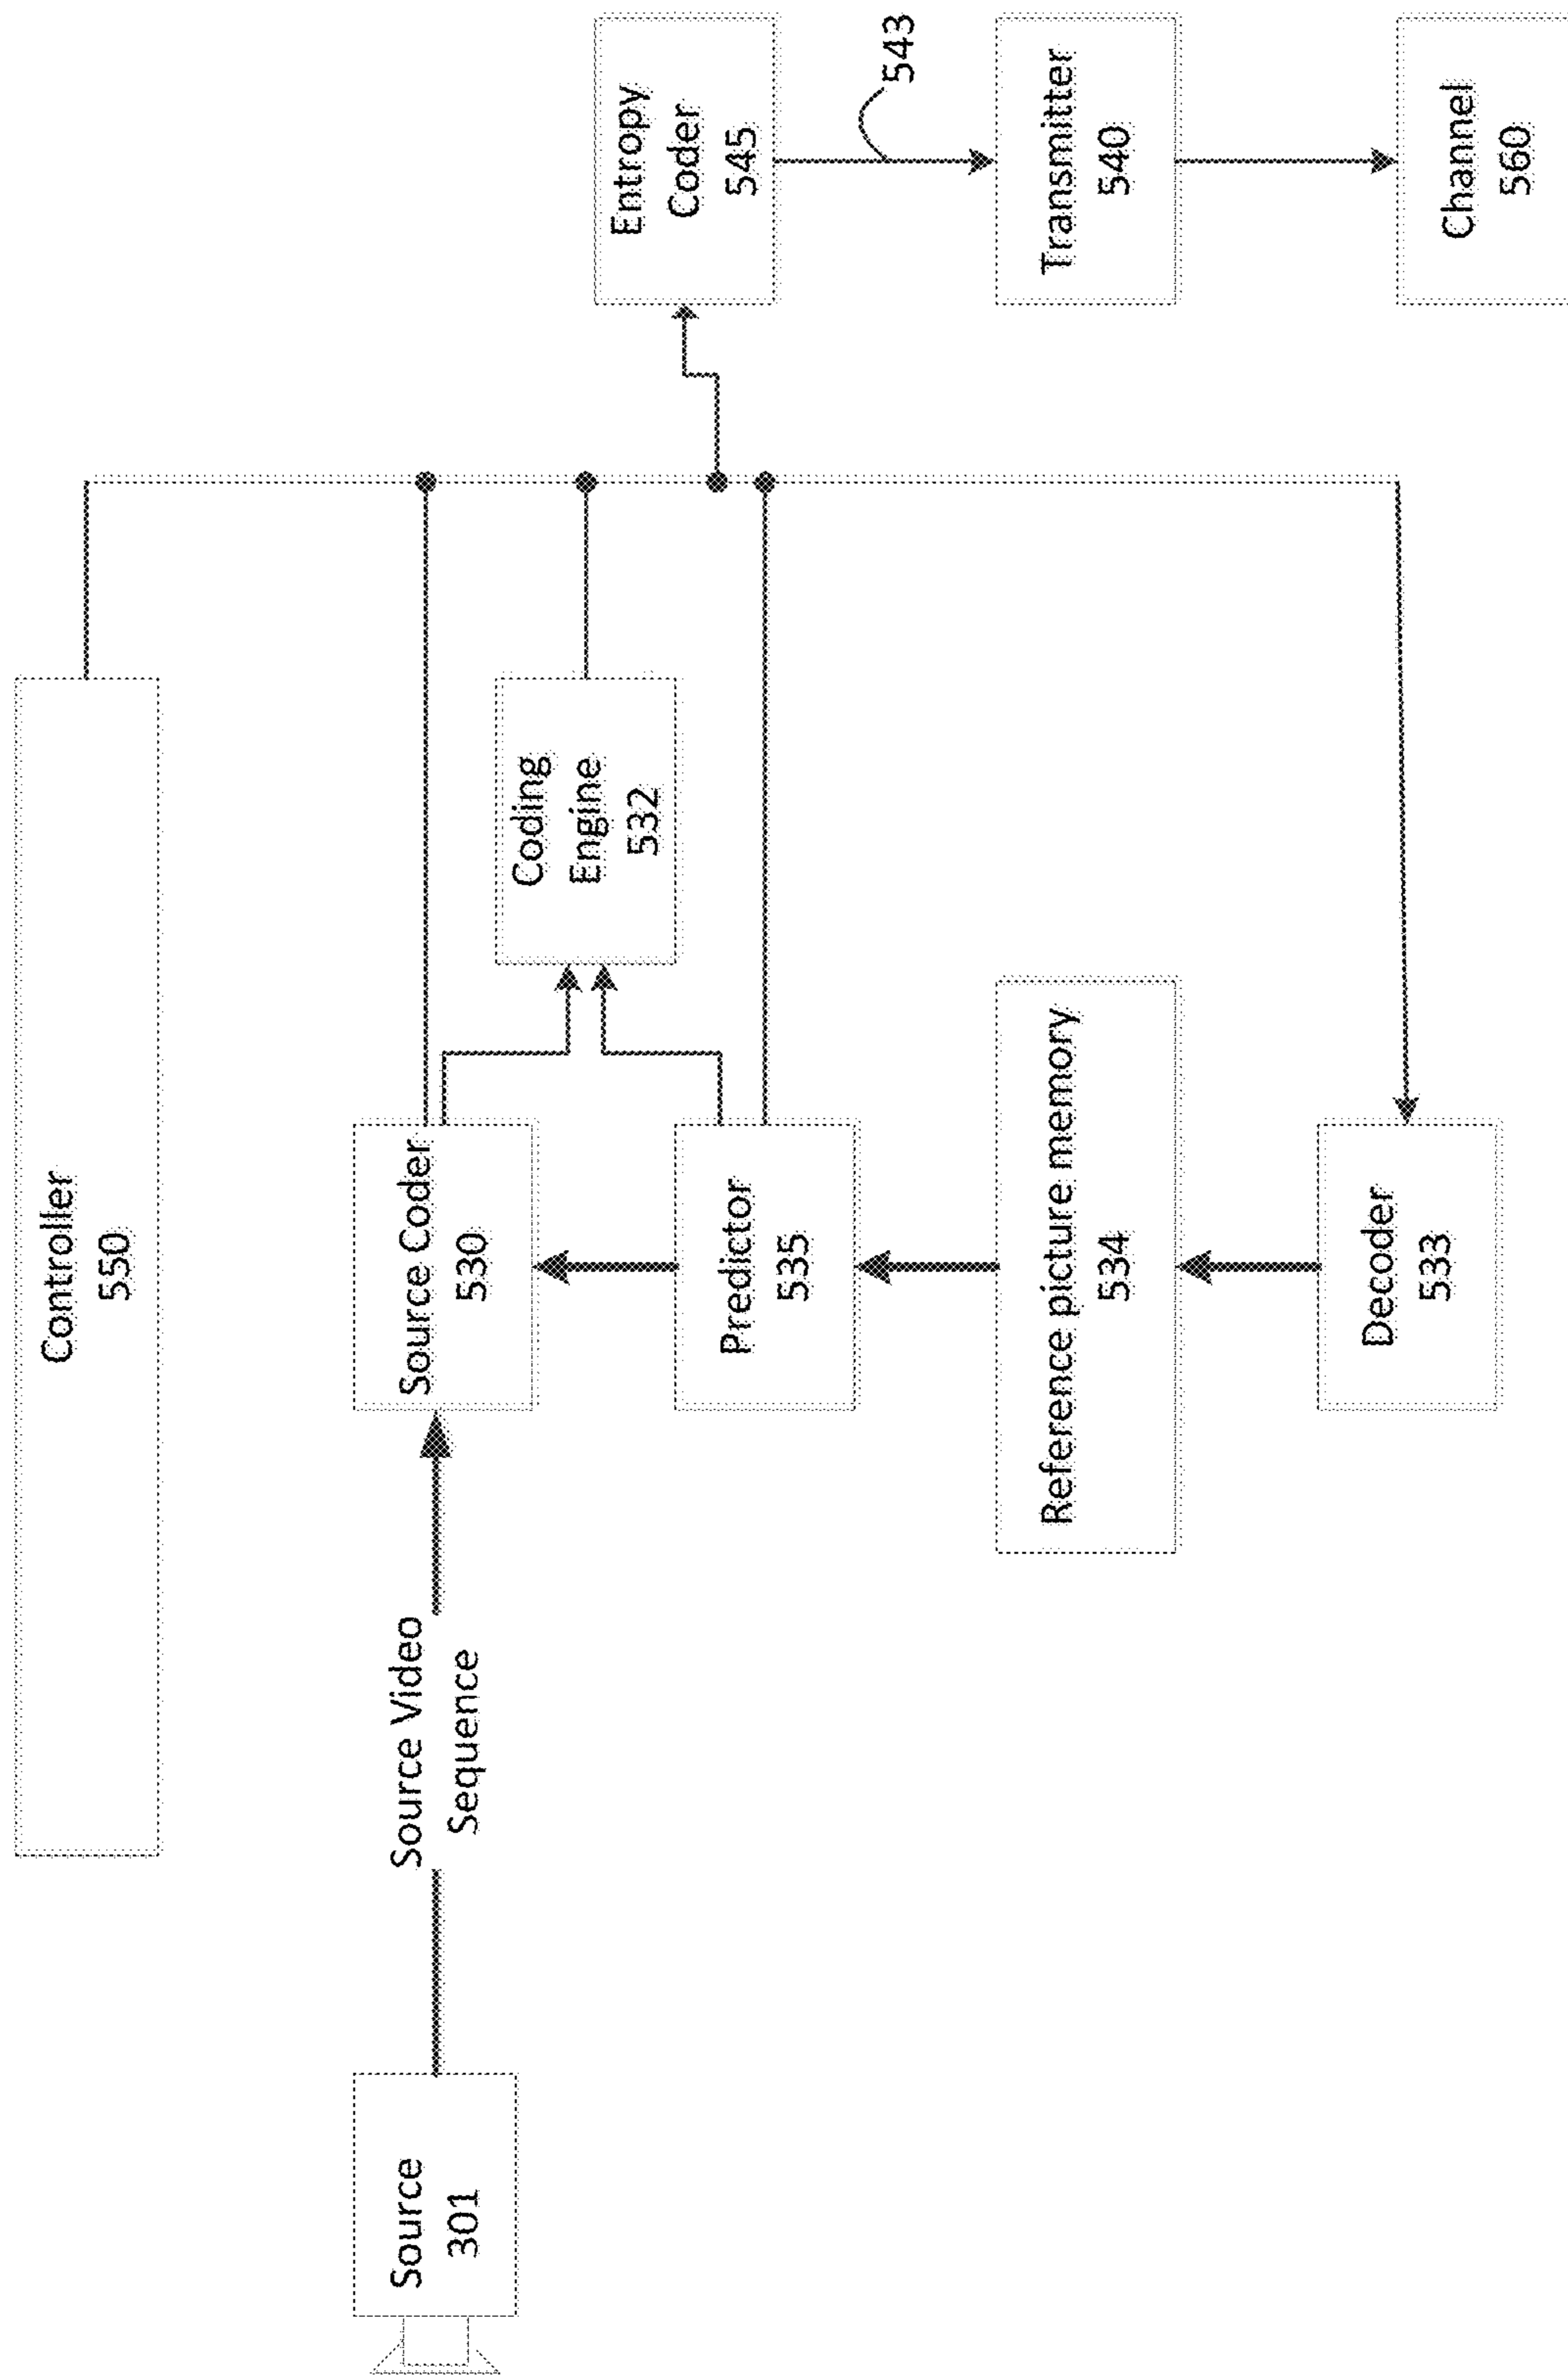 Controller
550
Source
301
Source Video
Sequence
Source Coder
530
Coding
Engine
532
Entropy
Coder
545
543
Predictor
535
Reference picture memory
534
Transmitter
540
Decoder
533
Channel
560